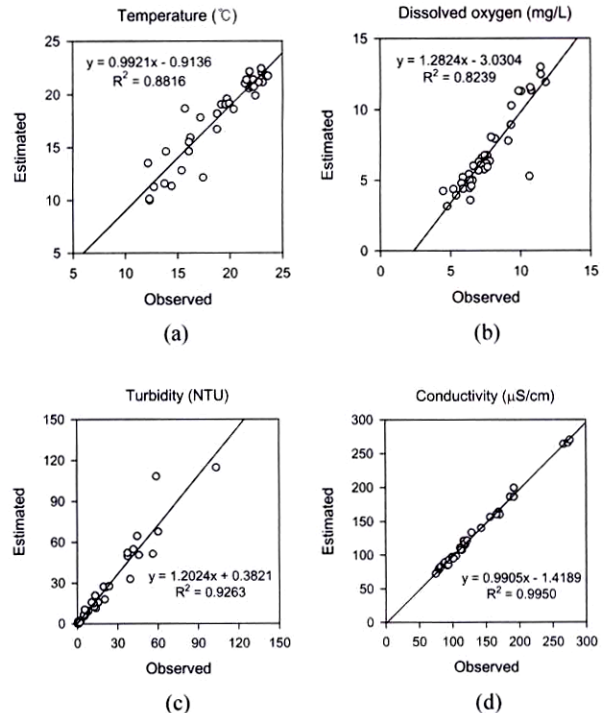 Temperature (℃)
25
20
15
10
5
Estimated
y = 0.9921x - 0.9136
R² = 0.8816
5 10 15 20 25
Observed
(a)
Dissolved oxygen (mg/L)
15
10
5
0
Estimated
y = 1.2824x - 3.0304
R² = 0.8239
0 5 10 15
Observed
(b)
Turbidity (NTU)
150
120
90
60
30
0
Estimated
y = 1.2024x + 0.3821
R² = 0.9263
0 30 60 90 120 150
Observed
(c)
Conductivity (μS/cm)
300
250
200
150
100
50
0
Estimated
y = 0.9905x - 1.4189
R² = 0.9950
0 50 100 150 200 250 300
Observed
(d)